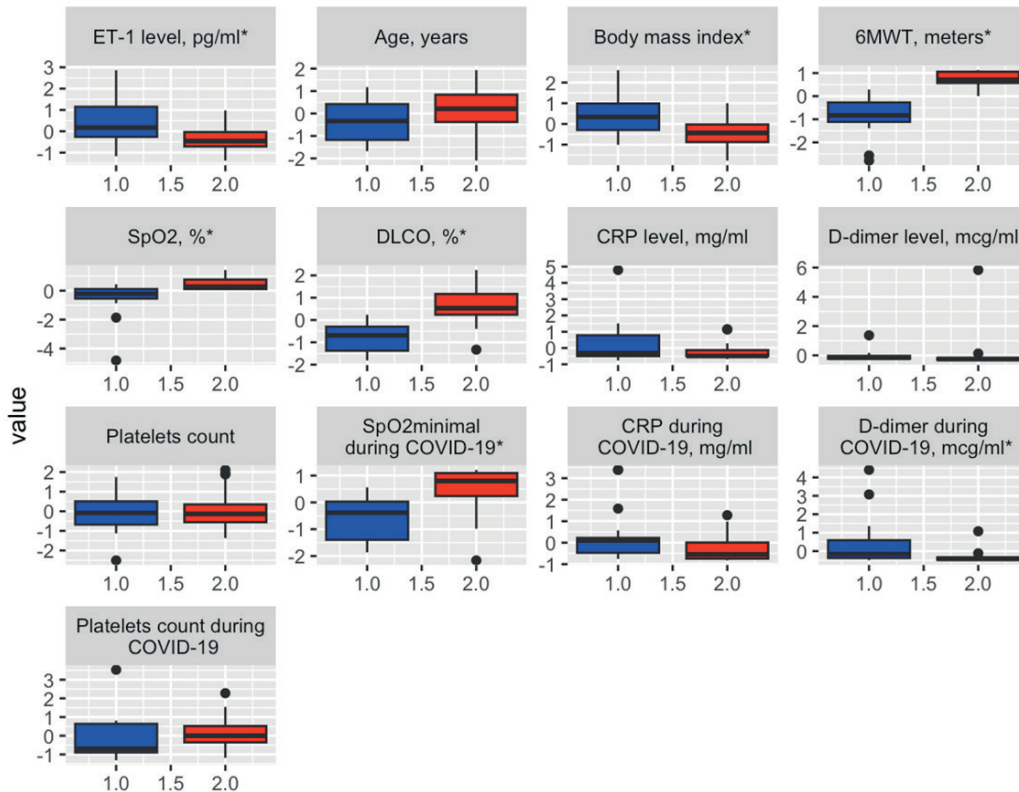 ET-1 level, pg/ml*
Age, years
Body mass index*
6MWT, meters*
3
2
1
0
-1
2
1
0
-1
-2
2
1
0
-1
1
0
-2
1.0 1.5 2.0
1.0 1.5 2.0
1.0 1.5 2.0
1.0 1.5 2.0
SpO2, %*
DLCO, %*
CRP level, mg/ml
D-dimer level, mcg/ml
0
-2
-4
2
1
0
-1
-2
5
4
3
2
1
0
-1
6
4
2
0
1.0 1.5 2.0
1.0 1.5 2.0
1.0 1.5 2.0
1.0 1.5 2.0
value
Platelets count
SpO2minimal
during COVID-19*
CRP during
COVID-19, mg/ml
D-dimer during
COVID-19, mcg/ml*
2
1
0
-1
-2
1
0
-1
-2
3
2
1
0
-1
4
3
2
1
0
1.0 1.5 2.0
1.0 1.5 2.0
1.0 1.5 2.0
1.0 1.5 2.0
Platelets count during
COVID-19
3
2
1
0
-1
1.0 1.5 2.0